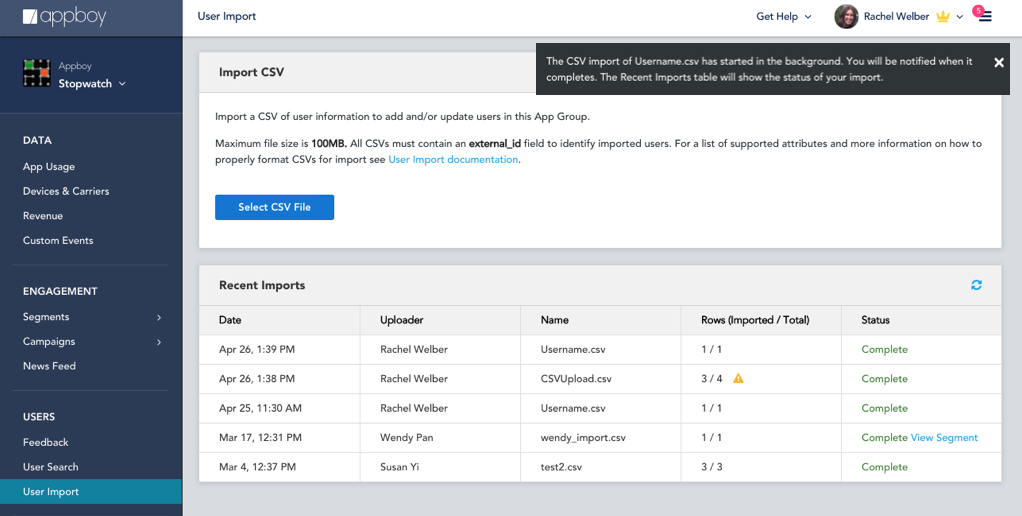 appboy
User Import
Get Help
Rachel Welber
5
Appboy
Stopwatch
The CSV import of Username.csv has started in the background. You will be notified when it
completes. The Recent Imports table will show the status of your import.
DATA
App Usage
Devices & Carriers
Revenue
Custom Events
ENGAGEMENT
Segments
Campaigns
News Feed
USERS
Feedback
User Search
User Import
Import CSV
Import a CSV of user information to add and/or update users in this App Group.
Maximum file size is 100MB. All CSVs must contain an external_id field to identify imported users. For a list of supported attributes and more information on how to
properly format CSVs for import see User Import documentation.
Select CSV File
Recent Imports
Date Uploader Name Rows (Imported / Total) Status
Apr 26, 1:39 PM Rachel Welber Username.csv 1 / 1 Complete
Apr 26, 1:38 PM Rachel Welber CSVUpload.csv 3 / 4 Complete
Apr 25, 11:30 AM Rachel Welber Username.csv 1 / 1 Complete
Mar 17, 12:31 PM Wendy Pan wendy_import.csv 1 / 1 Complete View Segment
Mar 4, 12:37 PM Susan Yi test2.csv 3 / 3 Complete